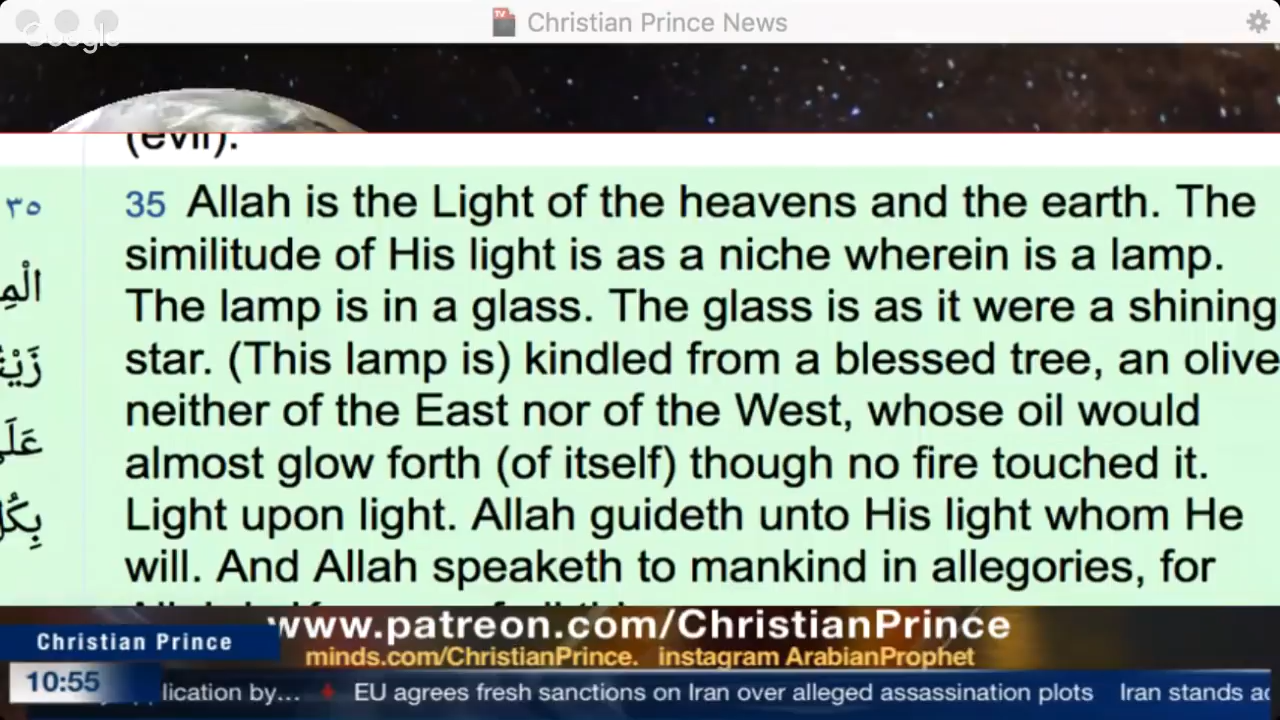 Christian Prince News
Google
(evil).
35 Allah is the Light of the heavens and the earth. The
٣٥
similitude of His light is as a niche wherein is a lamp.
The lamp is in a glass. The glass is as it were a shining
star. (This lamp is) kindled from a blessed tree, an olive
neither of the East nor of the West, whose oil would
almost glow forth (of itself) though no fire touched it.
Light upon light. Allah guideth unto His light whom He
will. And Allah speaketh to mankind in allegories, for
www.patreon.com/ChristianPrince
Christian Prince
minds.com/ChristianPrince. instagram ArabianProphet
10:55
lication by... EU agrees fresh sanctions on Iran over alleged assassination plots Iran stands